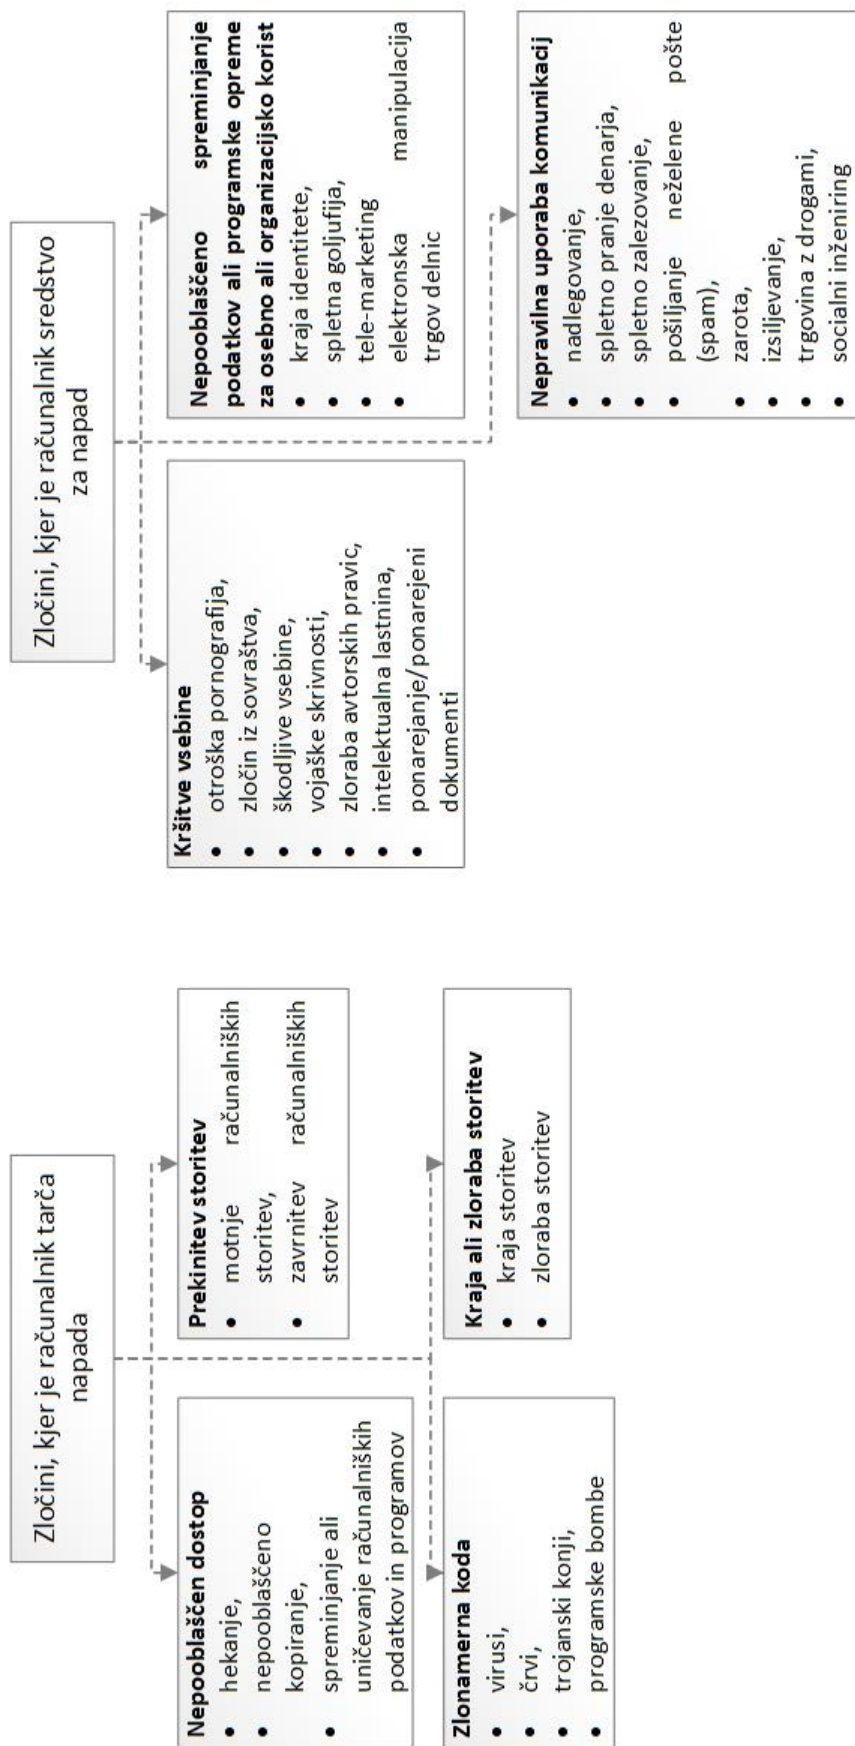 Zločini, kjer je računalnik tarča
napada
Nepooblaščen dostop
• hekanje,
• nepooblaščeno
kopiranje,
• spreminjanje ali
uničevanje računalniških
podatkov in programov
Prekinitev storitev
• motnje računalniških
storitev,
• zavrnitev računalniških
storitev
Zlonamerna koda
• virusi,
• črvi,
• trojanski konji,
• programske bombe
Kraja ali zloraba storitev
• kraja storitev
• zloraba storitev
Zločini, kjer je računalnik sredstvo
za napad
Kršitve vsebine
• otroška pornografija,
• zločin iz sovraštva,
• škodljive vsebine,
• vojaške skrivnosti,
• zloraba avtorskih pravic,
• intelektualna lastnina,
• ponarejanje/ponarejeni
dokumenti
Nepooblaščeno spreminjanje
podatkov ali programske opreme
za osebno ali organizacijsko korist
• kraja identitete,
• spletna goljufija,
• tele-marketing
• elektronska manipulacija
trgov delnic
Nepravilna uporaba komunikacij
• nadlegovanje,
• spletno pranje denarja,
• spletno zalezovanje,
• pošiljanje neželene pošte
(spam),
• zarota,
• izsiljevanje,
• trgovina z drogami,
• socialni inženiring